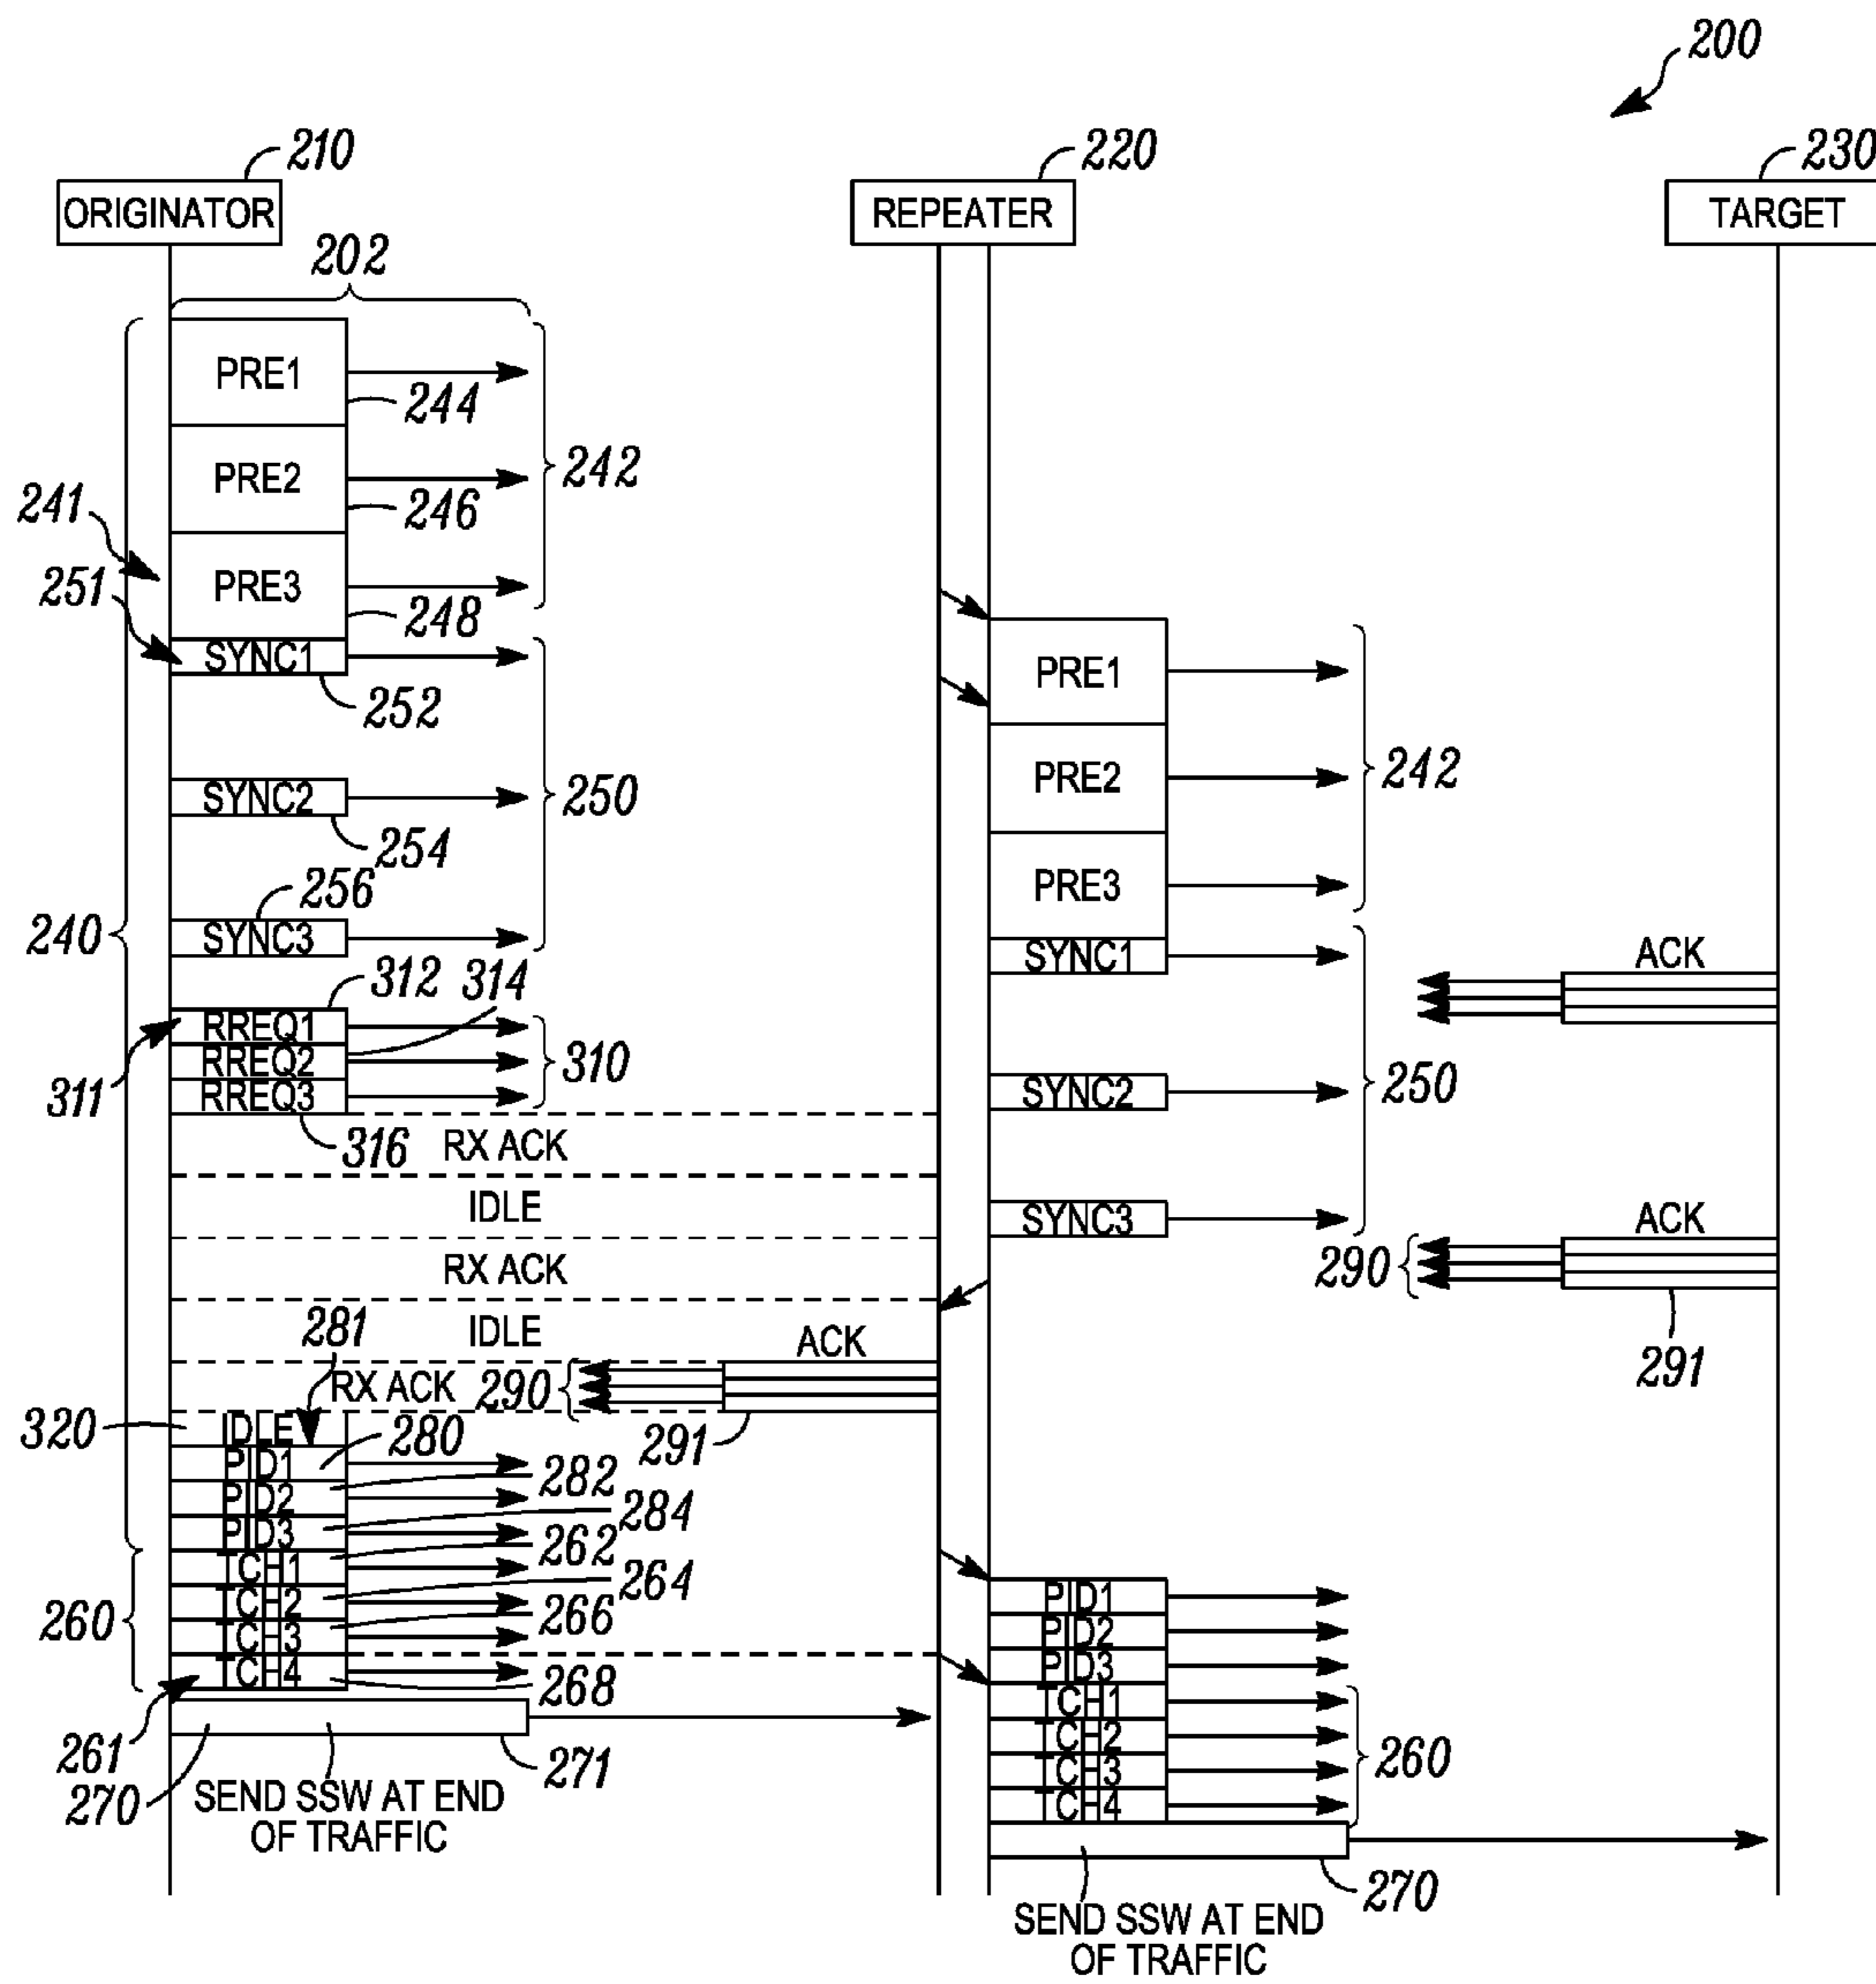 200
210
220
230
ORIGINATOR
REPEATER
TARGET
202
PRE1
244
PRE2
246
242
241
251
PRE3
248
SYNC1
252
PRE1
SYNC2
254
250
PRE2
242
256
SYNC3
240
PRE3
SYNC1
ACK
312
314
RREQ1
RREQ2
RREQ3
310
311
316
SYNC2
250
RX ACK
IDLE
SYNC3
ACK
RX ACK
290
291
IDLE
281
ACK
RX ACK
290
291
320
IDLE
PID1
280
PID2
282
PID3
284
TCH1
262
TCH2
264
TCH3
266
TCH4
268
260
261
270
271
SEND SSW AT END
OF TRAFFIC
PID1
PID2
PID3
TCH1
TCH2
TCH3
TCH4
260
270
SEND SSW AT END
OF TRAFFIC